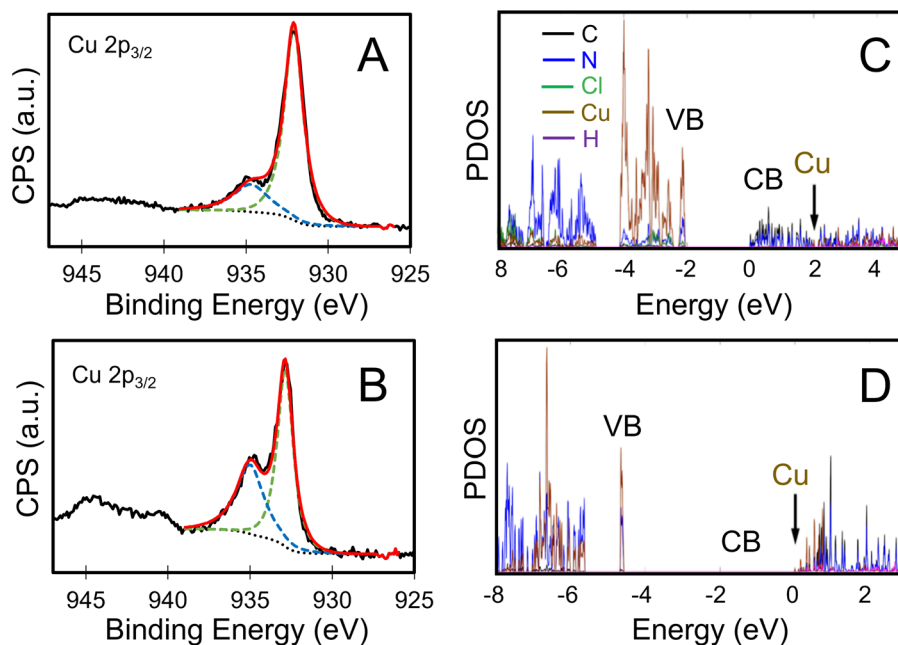 Cu 2p3/2
A
CPS (a.u.)
945 940 935 930 925
Binding Energy (eV)
C
C
N
Cl
Cu
H
VB
CB
Cu
PDOS
8 -6 -4 -2 0 2 4
Energy (eV)
Cu 2p3/2
B
CPS (a.u.)
945 940 935 930 925
Binding Energy (eV)
D
VB
Cu
CB
PDOS
-8 -6 -4 -2 0 2
Energy (eV)